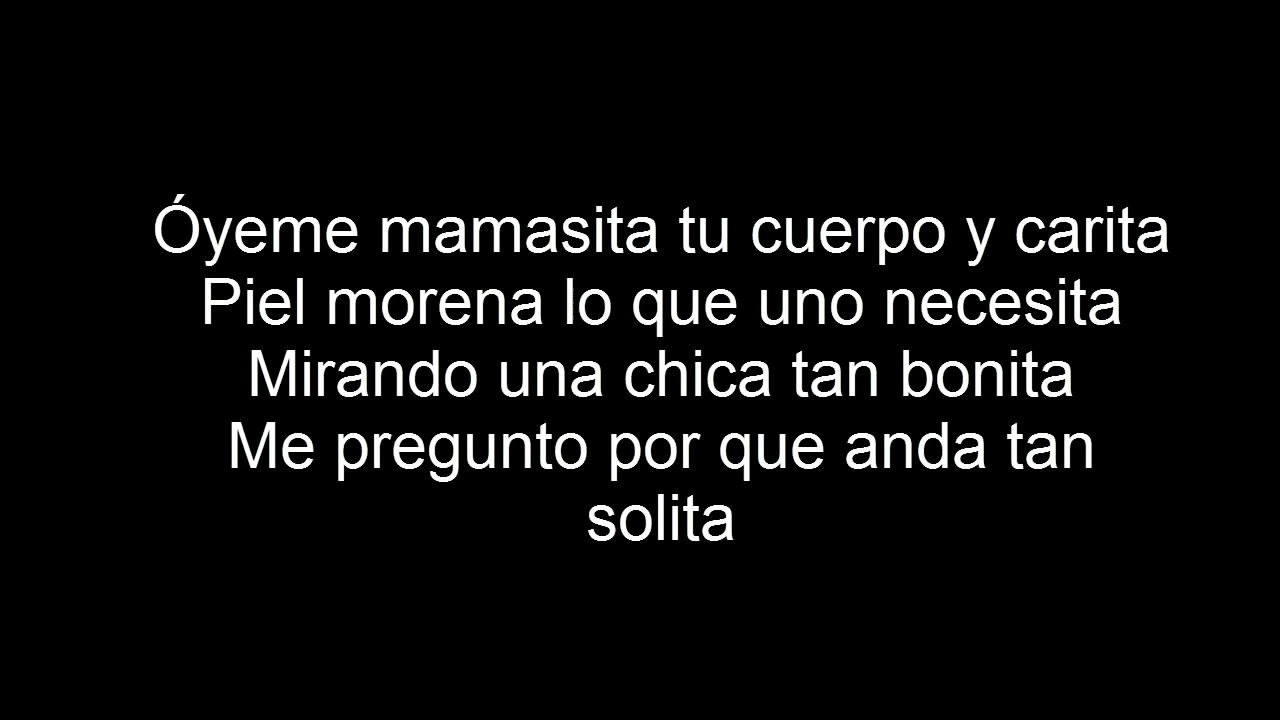 Óyeme mamasita tu cuerpo y carita
Piel morena lo que uno necesita
Mirando una chica tan bonita
Me pregunto por que anda tan
solita